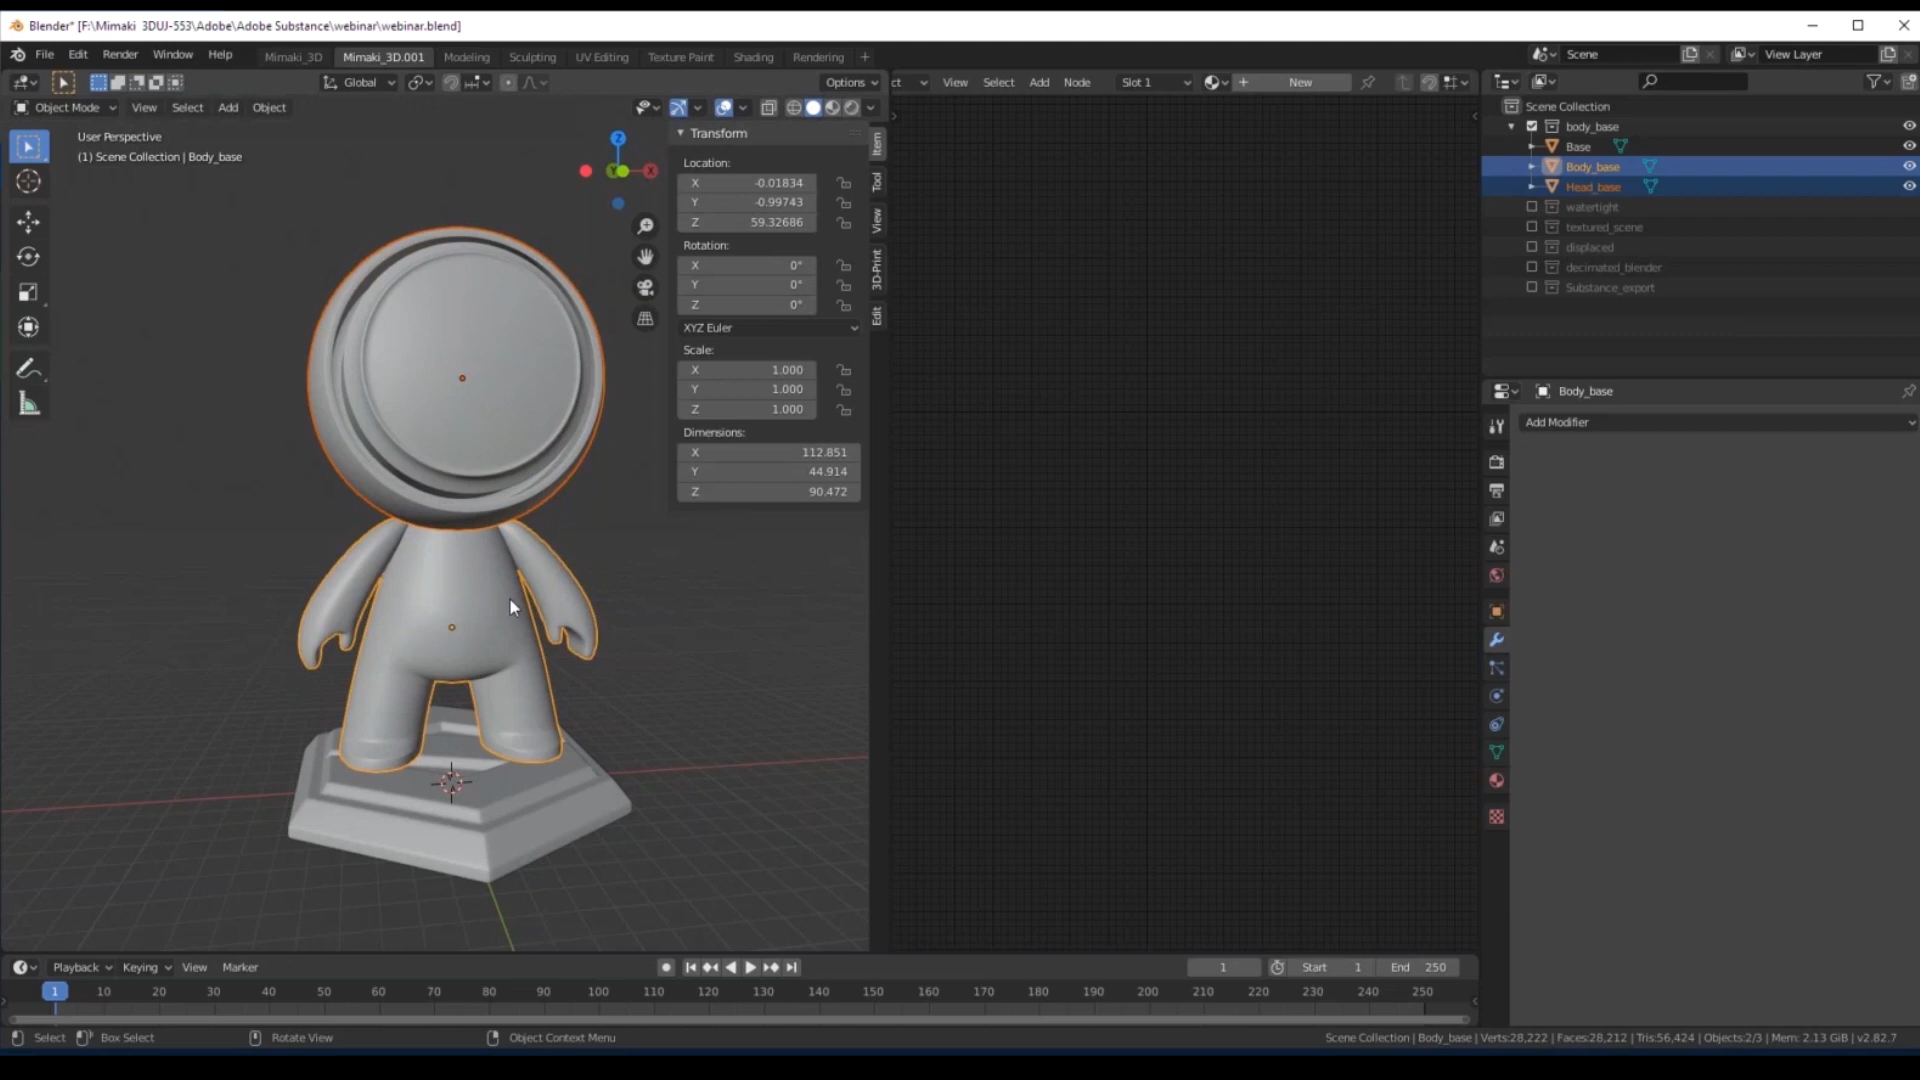 Blender* [F:\Mimaki 3DUJ-553\Adobe\Adobe Substance\webinar\webinar.blend]
File Edit Render Window Help
Mimaki_3D Mimaki_3D.001 Modeling Sculpting UV Editing Texture Paint Shading Rendering +
Scene
View Layer
Global
Options
ct View Select Add Node Slot 1 New
Object Mode View Select Add Object
User Perspective
(1) Scene Collection | Body_base
Z
Y
X
Transform
Location:
X -0.01834
Y -0.99743
Z 59.32686
Rotation:
X 0°
Y 0°
Z 0°
XYZ Euler
Scale:
X 1.000
Y 1.000
Z 1.000
Dimensions:
X 112.851
Y 44.914
Z 90.472
Item
Tool
View
3D-Print
Edit
Scene Collection
body_base
Base
Body_base
Head_base
watertight
textured_scene
displaced
decimated_blender
Substance_export
Body_base
Add Modifier
Playback Keying View Marker
1 Start 1 End 250
1 10 20 30 40 50 60 70 80 90 100 110 120 130 140 150 160 170 180 190 200 210 220 230 240 250
Select Box Select Rotate View Object Context Menu
Scene Collection | Body_base | Verts:28,222 | Faces:28,212 | Tris:56,424 | Objects:2/3 | Mem: 2.13 GiB | v2.82.7